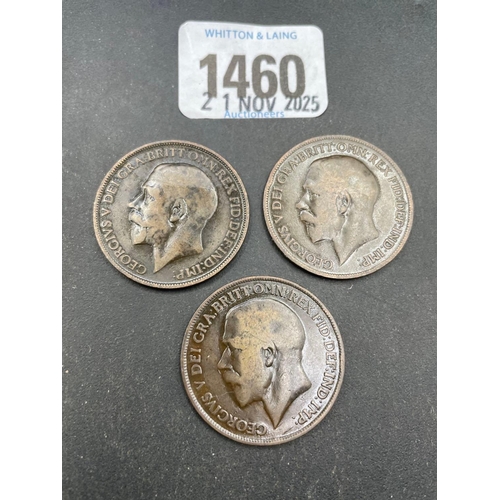 WHITTON & LAING
1460
21 NOV 2025
Auctioneers
GEORGIVS V DEI GRA: BRITT: OMN: REX FID: DEF: IND: IMP:
GEORGIVS V DEI GRA: BRITT: OMN: REX FID: DEF: IND: IMP:
GEORGIVS V DEI GRA: BRITT: OMN: REX FID: DEF: IND: IMP: